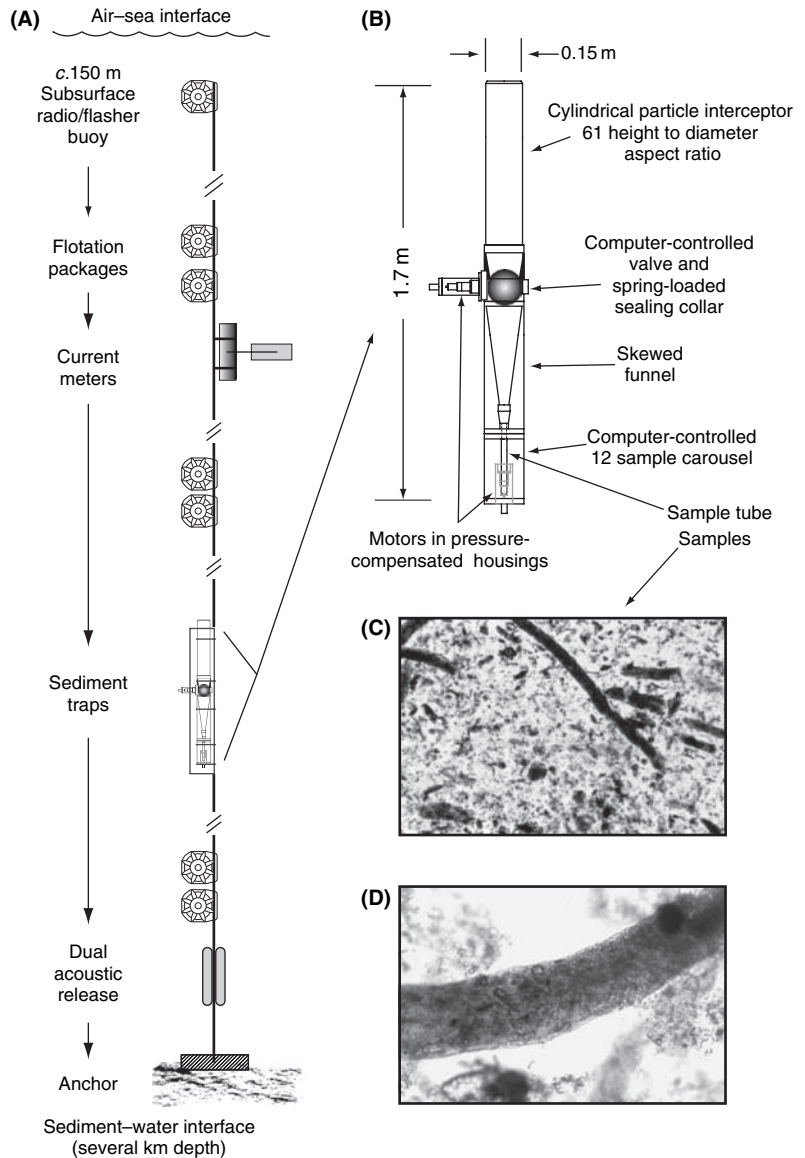 (A)
Air–sea interface
c.150 m
Subsurface
radio/flasher
buoy
Flotation
packages
Current
meters
Sediment
traps
Dual
acoustic
release
Anchor
Sediment–water interface
(several km depth)
(B)
0.15 m
1.7 m
Cylindrical particle interceptor
61 height to diameter
aspect ratio
Computer-controlled
valve and
spring-loaded
sealing collar
Skewed
funnel
Computer-controlled
12 sample carousel
Sample tube
Motors in pressure-
compensated housings
Samples
(C)
(D)